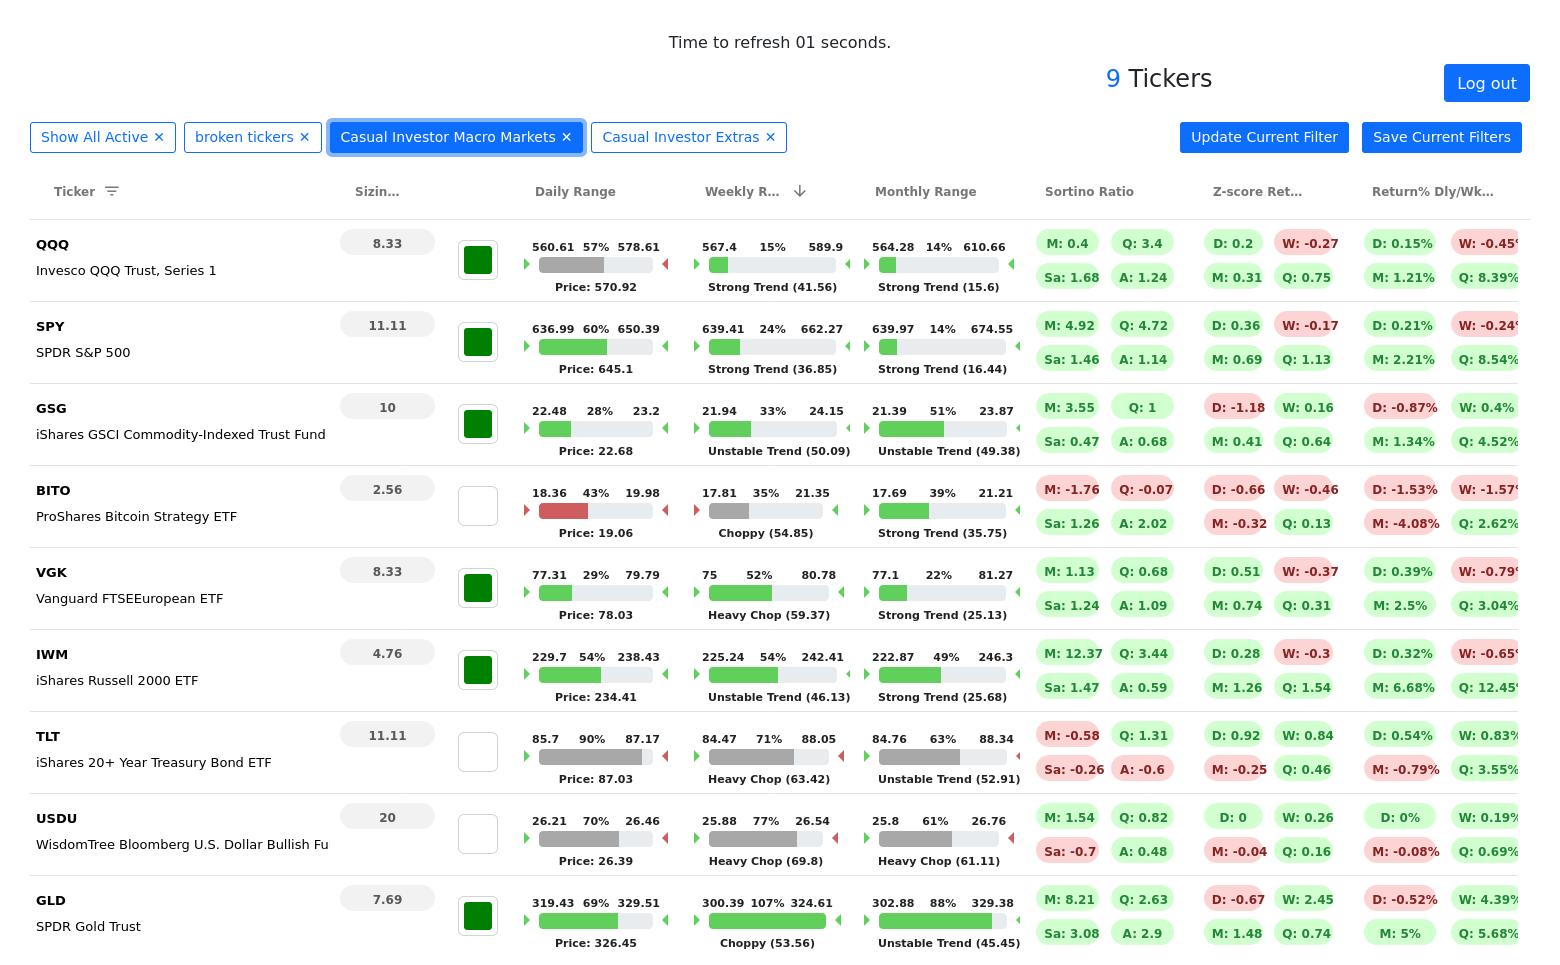 Time to refresh 01 seconds.
9 Tickers
Log out
Show All Active ✕ broken tickers ✕ Casual Investor Macro Markets ✕ Casual Investor Extras ✕ Update Current Filter Save Current Filters
Ticker Sizin… Daily Range Weekly R… Monthly Range Sortino Ratio Z-score Ret… Return% Dly/Wk…
QQQ 8.33 560.61 57% 578.61 567.4 15% 589.9 564.28 14% 610.66 M: 0.4 Q: 3.4 D: 0.2 W: -0.27 D: 0.15% W: -0.45%
Invesco QQQ Trust, Series 1 Price: 570.92 Strong Trend (41.56) Strong Trend (15.6) Sa: 1.68 A: 1.24 M: 0.31 Q: 0.75 M: 1.21% Q: 8.39%
SPY 11.11 636.99 60% 650.39 639.41 24% 662.27 639.97 14% 674.55 M: 4.92 Q: 4.72 D: 0.36 W: -0.17 D: 0.21% W: -0.24%
SPDR S&P 500 Price: 645.1 Strong Trend (36.85) Strong Trend (16.44) Sa: 1.46 A: 1.14 M: 0.69 Q: 1.13 M: 2.21% Q: 8.54%
GSG 10 22.48 28% 23.2 21.94 33% 24.15 21.39 51% 23.87 M: 3.55 Q: 1 D: -1.18 W: 0.16 D: -0.87% W: 0.4%
iShares GSCI Commodity-Indexed Trust Fund Price: 22.68 Unstable Trend (50.09) Unstable Trend (49.38) Sa: 0.47 A: 0.68 M: 0.41 Q: 0.64 M: 1.34% Q: 4.52%
BITO 2.56 18.36 43% 19.98 17.81 35% 21.35 17.69 39% 21.21 M: -1.76 Q: -0.07 D: -0.66 W: -0.46 D: -1.53% W: -1.57%
ProShares Bitcoin Strategy ETF Price: 19.06 Choppy (54.85) Strong Trend (35.75) Sa: 1.26 A: 2.02 M: -0.32 Q: 0.13 M: -4.08% Q: 2.62%
VGK 8.33 77.31 29% 79.79 75 52% 80.78 77.1 22% 81.27 M: 1.13 Q: 0.68 D: 0.51 W: -0.37 D: 0.39% W: -0.79%
Vanguard FTSEEuropean ETF Price: 78.03 Heavy Chop (59.37) Strong Trend (25.13) Sa: 1.24 A: 1.09 M: 0.74 Q: 0.31 M: 2.5% Q: 3.04%
IWM 4.76 229.7 54% 238.43 225.24 54% 242.41 222.87 49% 246.3 M: 12.37 Q: 3.44 D: 0.28 W: -0.3 D: 0.32% W: -0.65%
iShares Russell 2000 ETF Price: 234.41 Unstable Trend (46.13) Strong Trend (25.68) Sa: 1.47 A: 0.59 M: 1.26 Q: 1.54 M: 6.68% Q: 12.45%
TLT 11.11 85.7 90% 87.17 84.47 71% 88.05 84.76 63% 88.34 M: -0.58 Q: 1.31 D: 0.92 W: 0.84 D: 0.54% W: 0.83%
iShares 20+ Year Treasury Bond ETF Price: 87.03 Heavy Chop (63.42) Unstable Trend (52.91) Sa: -0.26 A: -0.6 M: -0.25 Q: 0.46 M: -0.79% Q: 3.55%
USDU 20 26.21 70% 26.46 25.88 77% 26.54 25.8 61% 26.76 M: 1.54 Q: 0.82 D: 0 W: 0.26 D: 0% W: 0.19%
WisdomTree Bloomberg U.S. Dollar Bullish Fu Price: 26.39 Heavy Chop (69.8) Heavy Chop (61.11) Sa: -0.7 A: 0.48 M: -0.04 Q: 0.16 M: -0.08% Q: 0.69%
GLD 7.69 319.43 69% 329.51 300.39 107% 324.61 302.88 88% 329.38 M: 8.21 Q: 2.63 D: -0.67 W: 2.45 D: -0.52% W: 4.39%
SPDR Gold Trust Price: 326.45 Choppy (53.56) Unstable Trend (45.45) Sa: 3.08 A: 2.9 M: 1.48 Q: 0.74 M: 5% Q: 5.68%